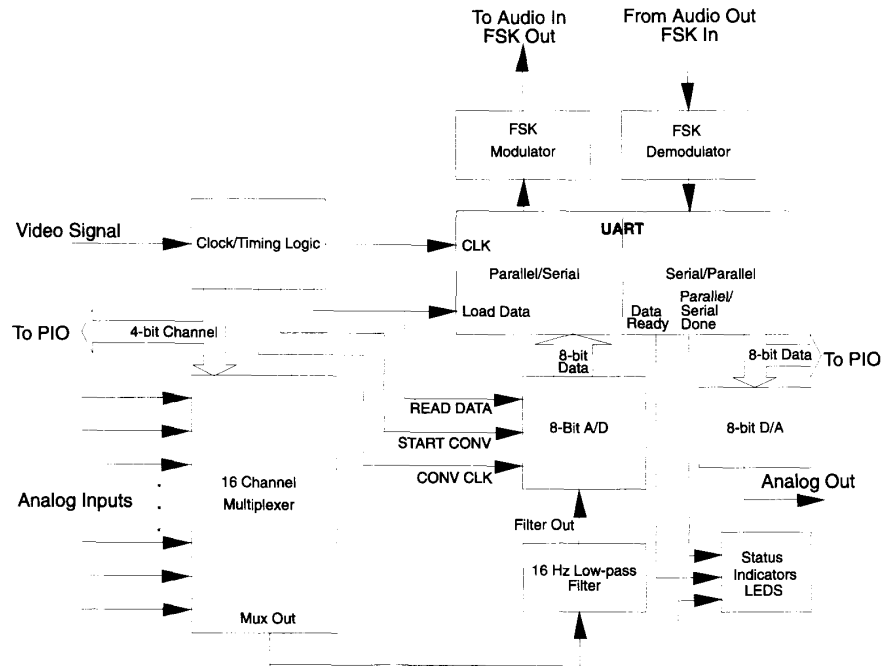 To Audio In
FSK Out
From Audio Out
FSK In
FSK
Modulator
FSK
Demodulator
Video Signal
Clock/Timing Logic
UART
CLK
Parallel/Serial
Serial/Parallel
Load Data
Data
Ready
Parallel/
Serial
Done
To PIO
4-bit Channel
8-bit
Data
8-bit Data
To PIO
READ DATA
START CONV
CONV CLK
8-Bit A/D
8-bit D/A
16 Channel
Multiplexer
Analog Inputs
Analog Out
Filter Out
16 Hz Low-pass
Filter
Status
Indicators
LEDS
Mux Out